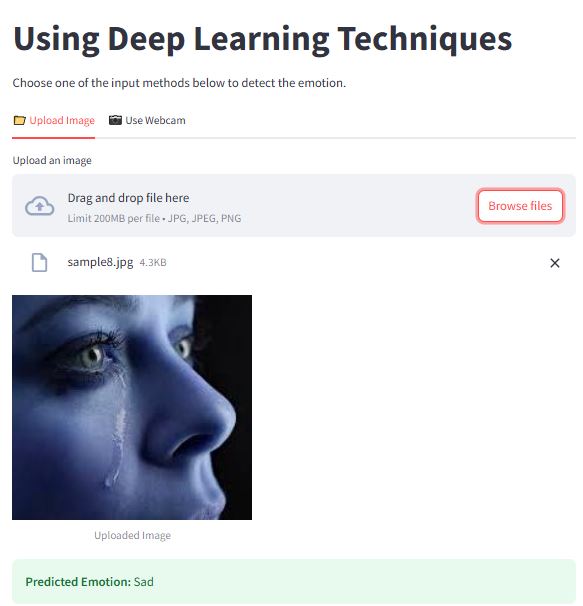 Using Deep Learning Techniques
Choose one of the input methods below to detect the emotion.
Upload Image Use Webcam
Upload an image
Drag and drop file here
Browse files
Limit 200MB per file • JPG, JPEG, PNG
sample8.jpg 4.3KB
Uploaded Image
Predicted Emotion: Sad